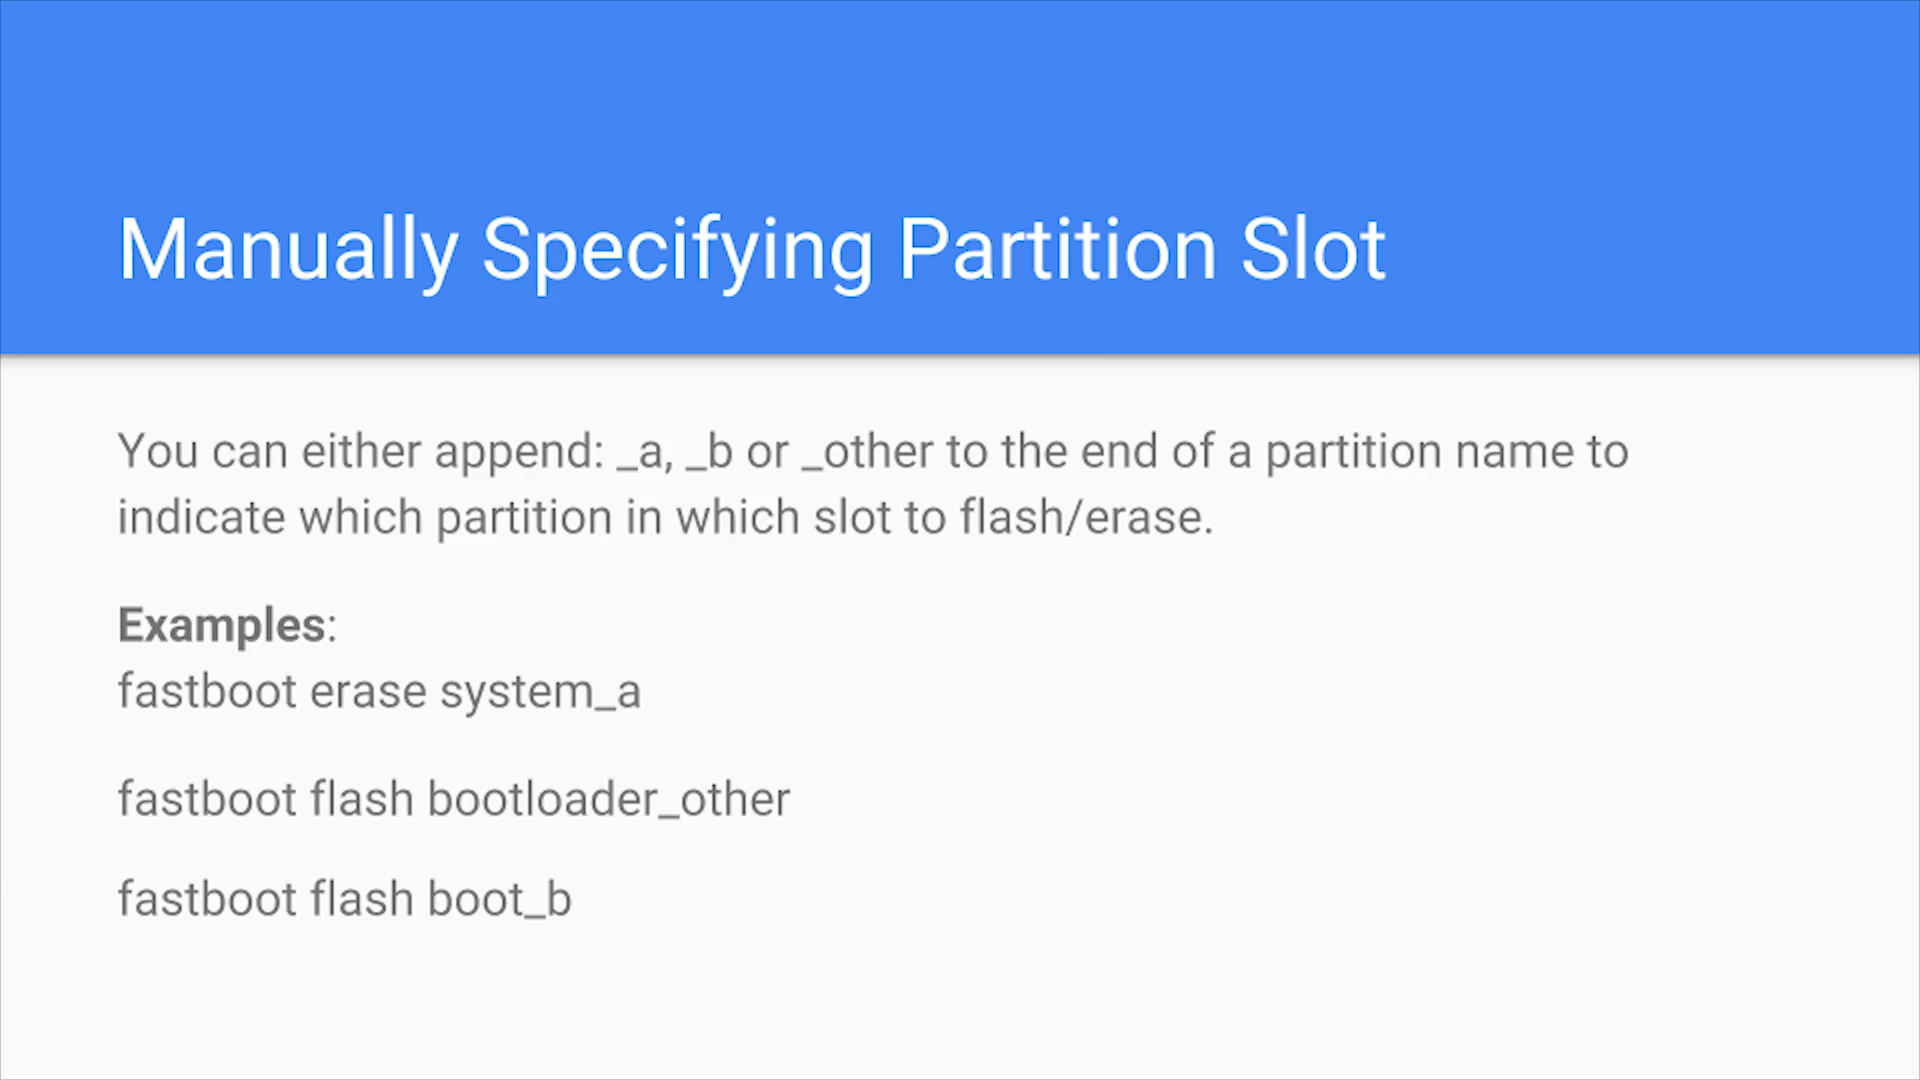 Manually Specifying Partition Slot
You can either append: _a, _b or _other to the end of a partition name to
indicate which partition in which slot to flash/erase.
Examples:
fastboot erase system_a
fastboot flash bootloader_other
fastboot flash boot_b